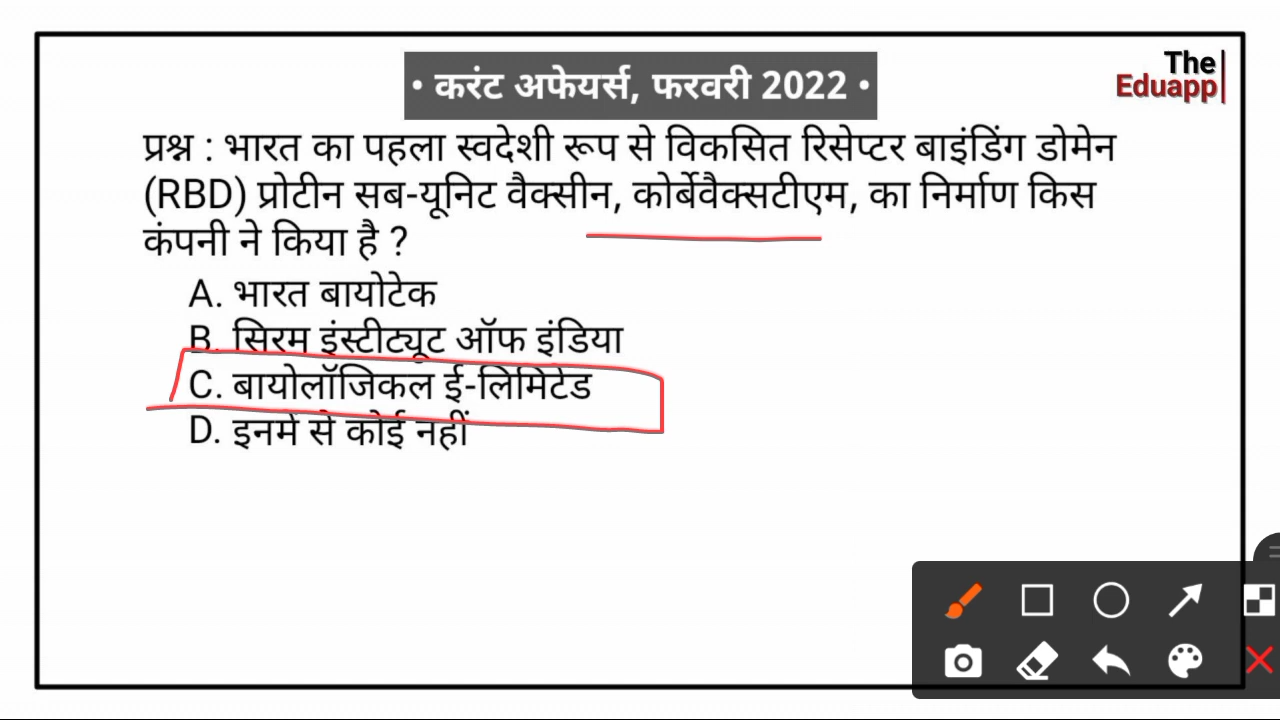 • करंट अफेयर्स, फरवरी 2022 •
The
Eduapp
प्रश्न : भारत का पहला स्वदेशी रूप से विकसित रिसेप्टर बाइंडिंग डोमेन
(RBD) प्रोटीन सब-यूनिट वैक्सीन, कोर्बेवैक्सटीएम, का निर्माण किस
कंपनी ने किया है ?
A. भारत बायोटेक
B. सिरम इंस्टीट्यूट ऑफ इंडिया
C. बायोलॉजिकल ई-लिमिटेड
D. इनमें से कोई नहीं